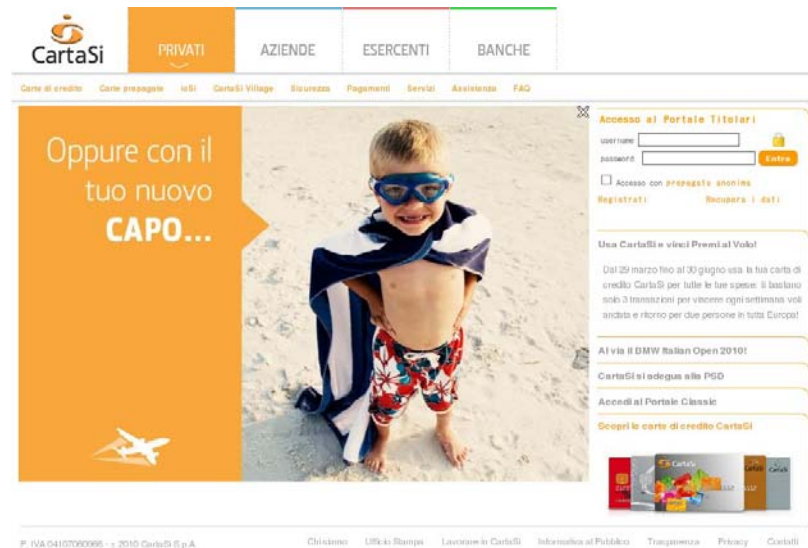 CartaSi
PRIVATI
AZIENDE
ESERCENTI
BANCHE
Carte di credito Carte prepagate ioSi CartaSi Village Sicurezza Pagamenti Servizi Assistenza FAQ
Oppure con il
tuo nuovo
CAPO...
Accesso al Portale Titolari
username
password
Entra
Accesso con prepagata anonima
Registrati Recupera i dati
Usa CartaSi e vinci Premi al Volo!
Dal 29 marzo fino al 30 giugno usa la tua carta di
credito CartaSi per tutte le tue spese: ti bastano
solo 3 transazioni per vincere ogni settimana voli
andata e ritorno per due persone in tutta Europa!
Al via il BMW Italian Open 2010!
CartaSi si adegua alla PSD
Accedi al Portale Classic
Scopri le carte di credito CartaSi
CartaSi
P. IVA 04107060966 - © 2010 CartaSi S.p.A.
Chi siamo Ufficio Stampa Lavorare in CartaSi Informativa al Pubblico Trasparenza Privacy Contatti